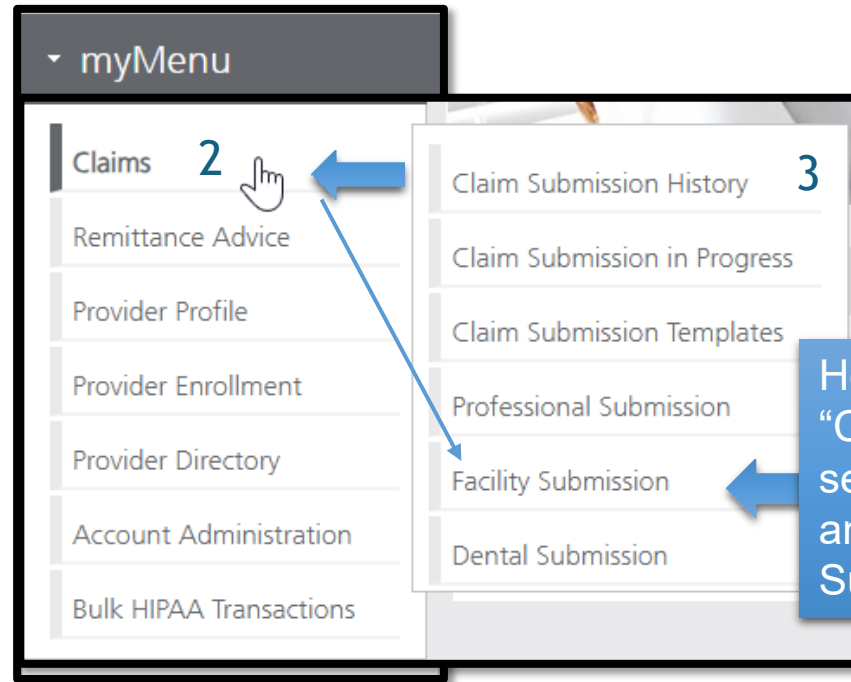 myMenu
Claims 2
Remittance Advice
Provider Profile
Provider Enrollment
Provider Directory
Account Administration
Bulk HIPAA Transactions
Claim Submission History 3
Claim Submission in Progress
Claim Submission Templates
Professional Submission
Facility Submission
Dental Submission